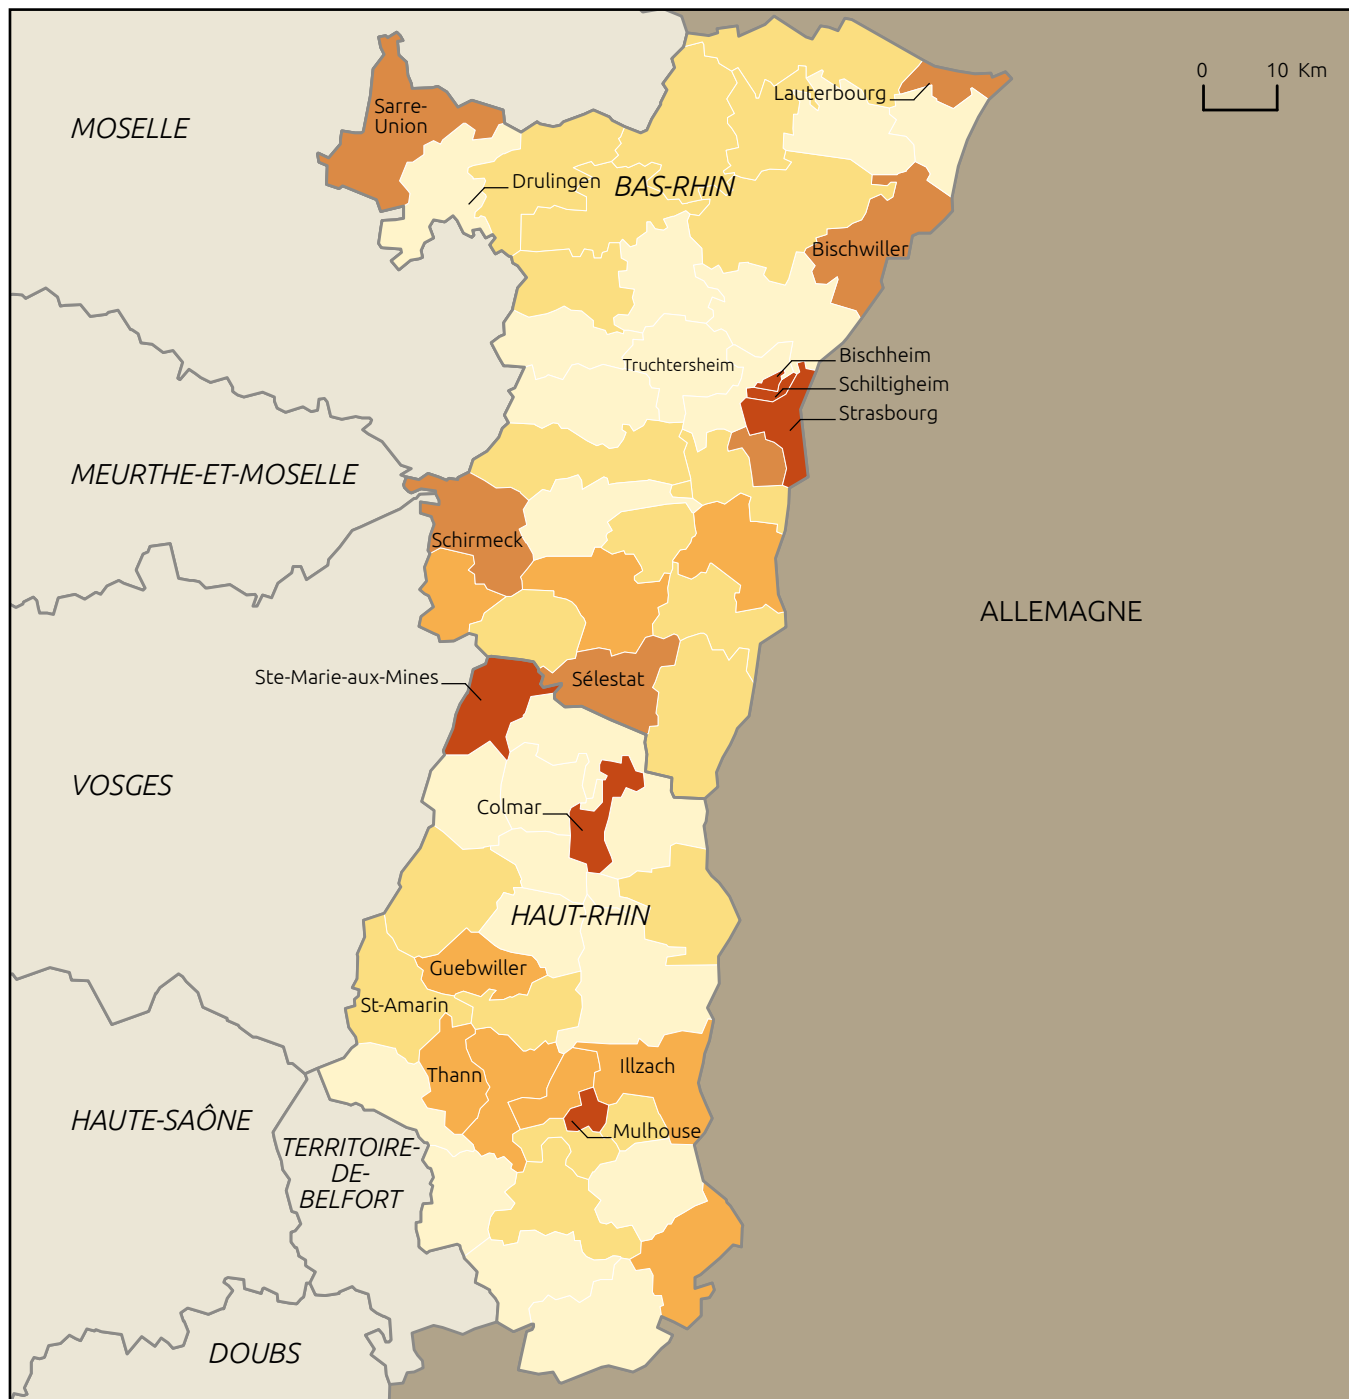 0 10 Km
Lauterbourg
Sarre-
Union
MOSELLE
Drulingen
BAS-RHIN
Bischwiller
Bischheim
Truchtersheim
Schiltigheim
Strasbourg
MEURTHE-ET-MOSELLE
Schirmeck
ALLEMAGNE
Ste-Marie-aux-Mines
Sélestat
VOSGES
Colmar
HAUT-RHIN
Guebwiller
St-Amarin
Illzach
Thann
HAUTE-SAÔNE
Mulhouse
TERRITOIRE-
DE-
BELFORT
DOUBS